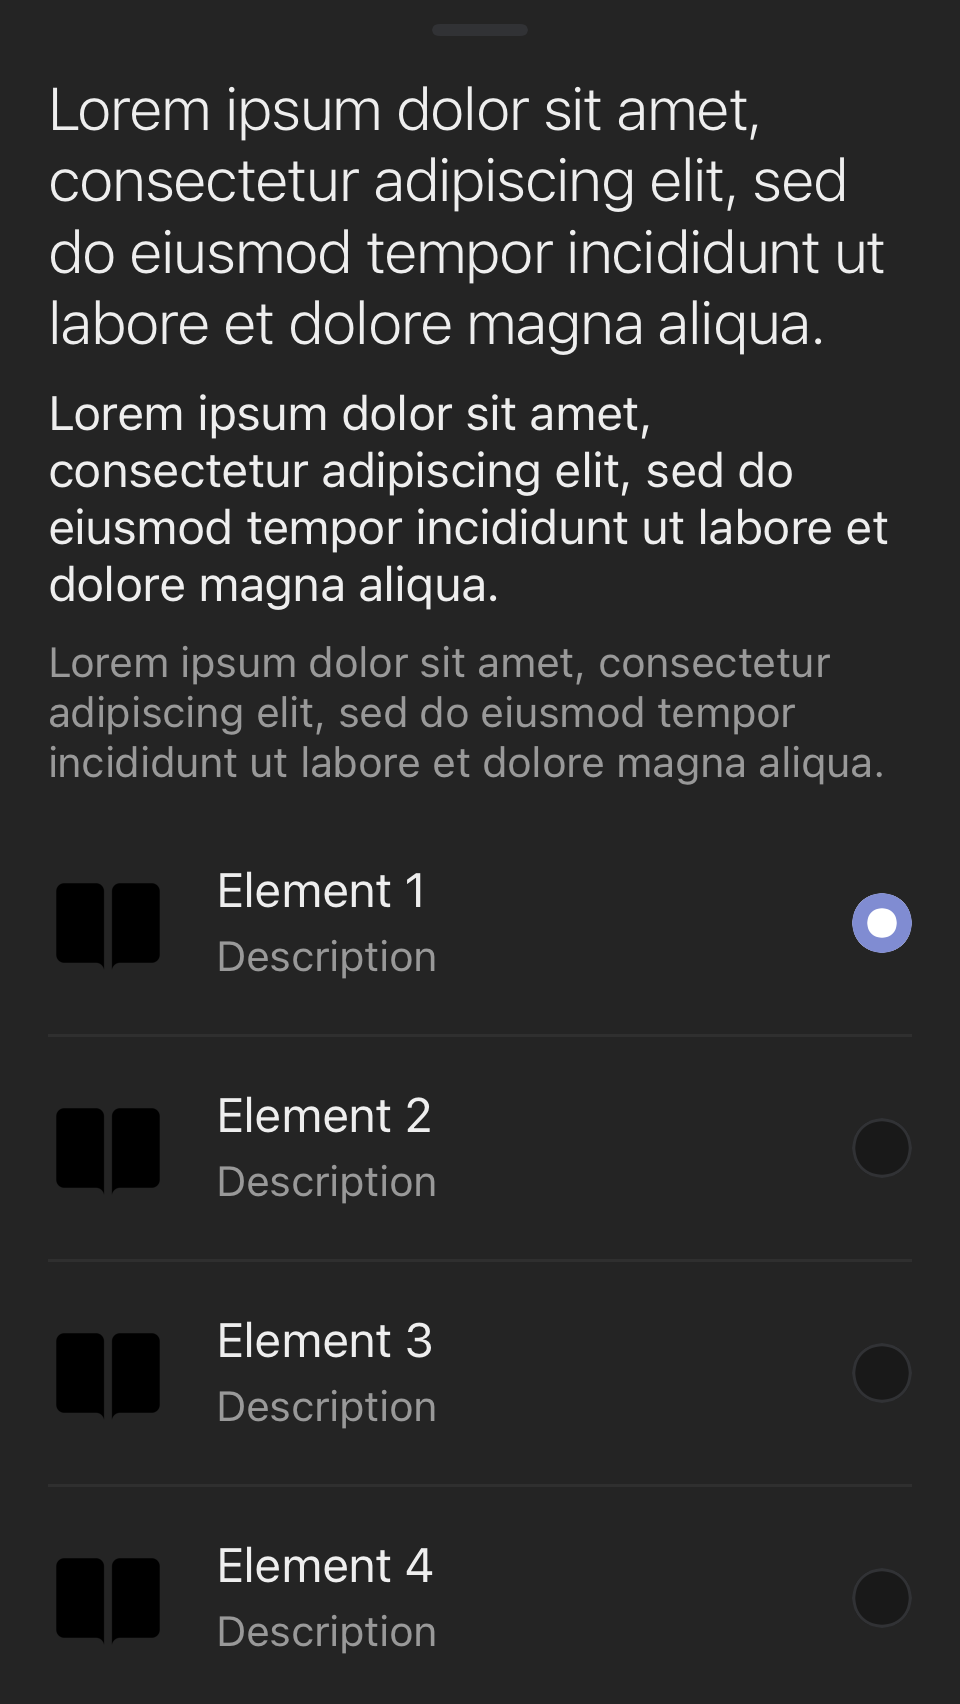 Lorem ipsum dolor sit amet,
consectetur adipiscing elit, sed
do eiusmod tempor incididunt ut
labore et dolore magna aliqua.
Lorem ipsum dolor sit amet,
consectetur adipiscing elit, sed do
eiusmod tempor incididunt ut labore et
dolore magna aliqua.
Lorem ipsum dolor sit amet, consectetur
adipiscing elit, sed do eiusmod tempor
incididunt ut labore et dolore magna aliqua.
Element 1
Description
Element 2
Description
Element 3
Description
Element 4
Description